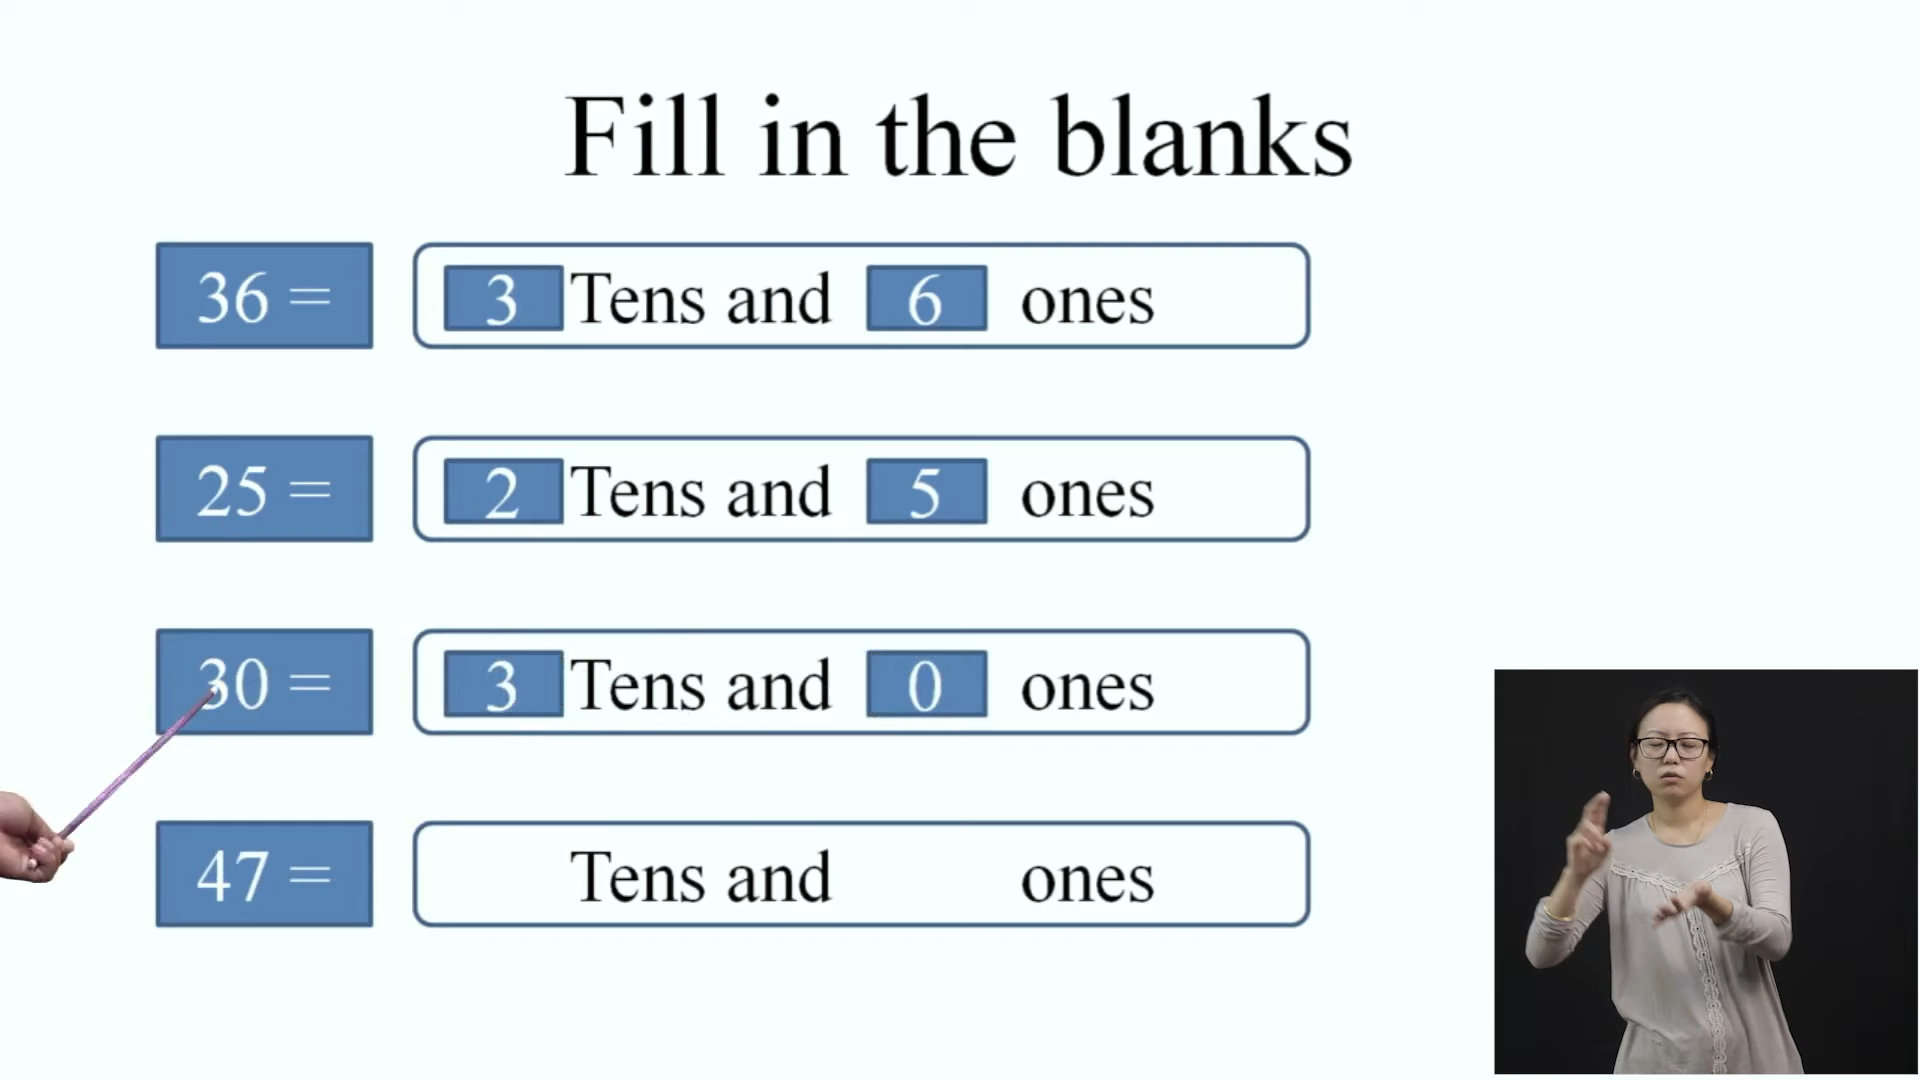 Fill in the blanks
36 = 3 Tens and 6 ones
25 = 2 Tens and 5 ones
30 = 3 Tens and 0 ones
47 = Tens and ones